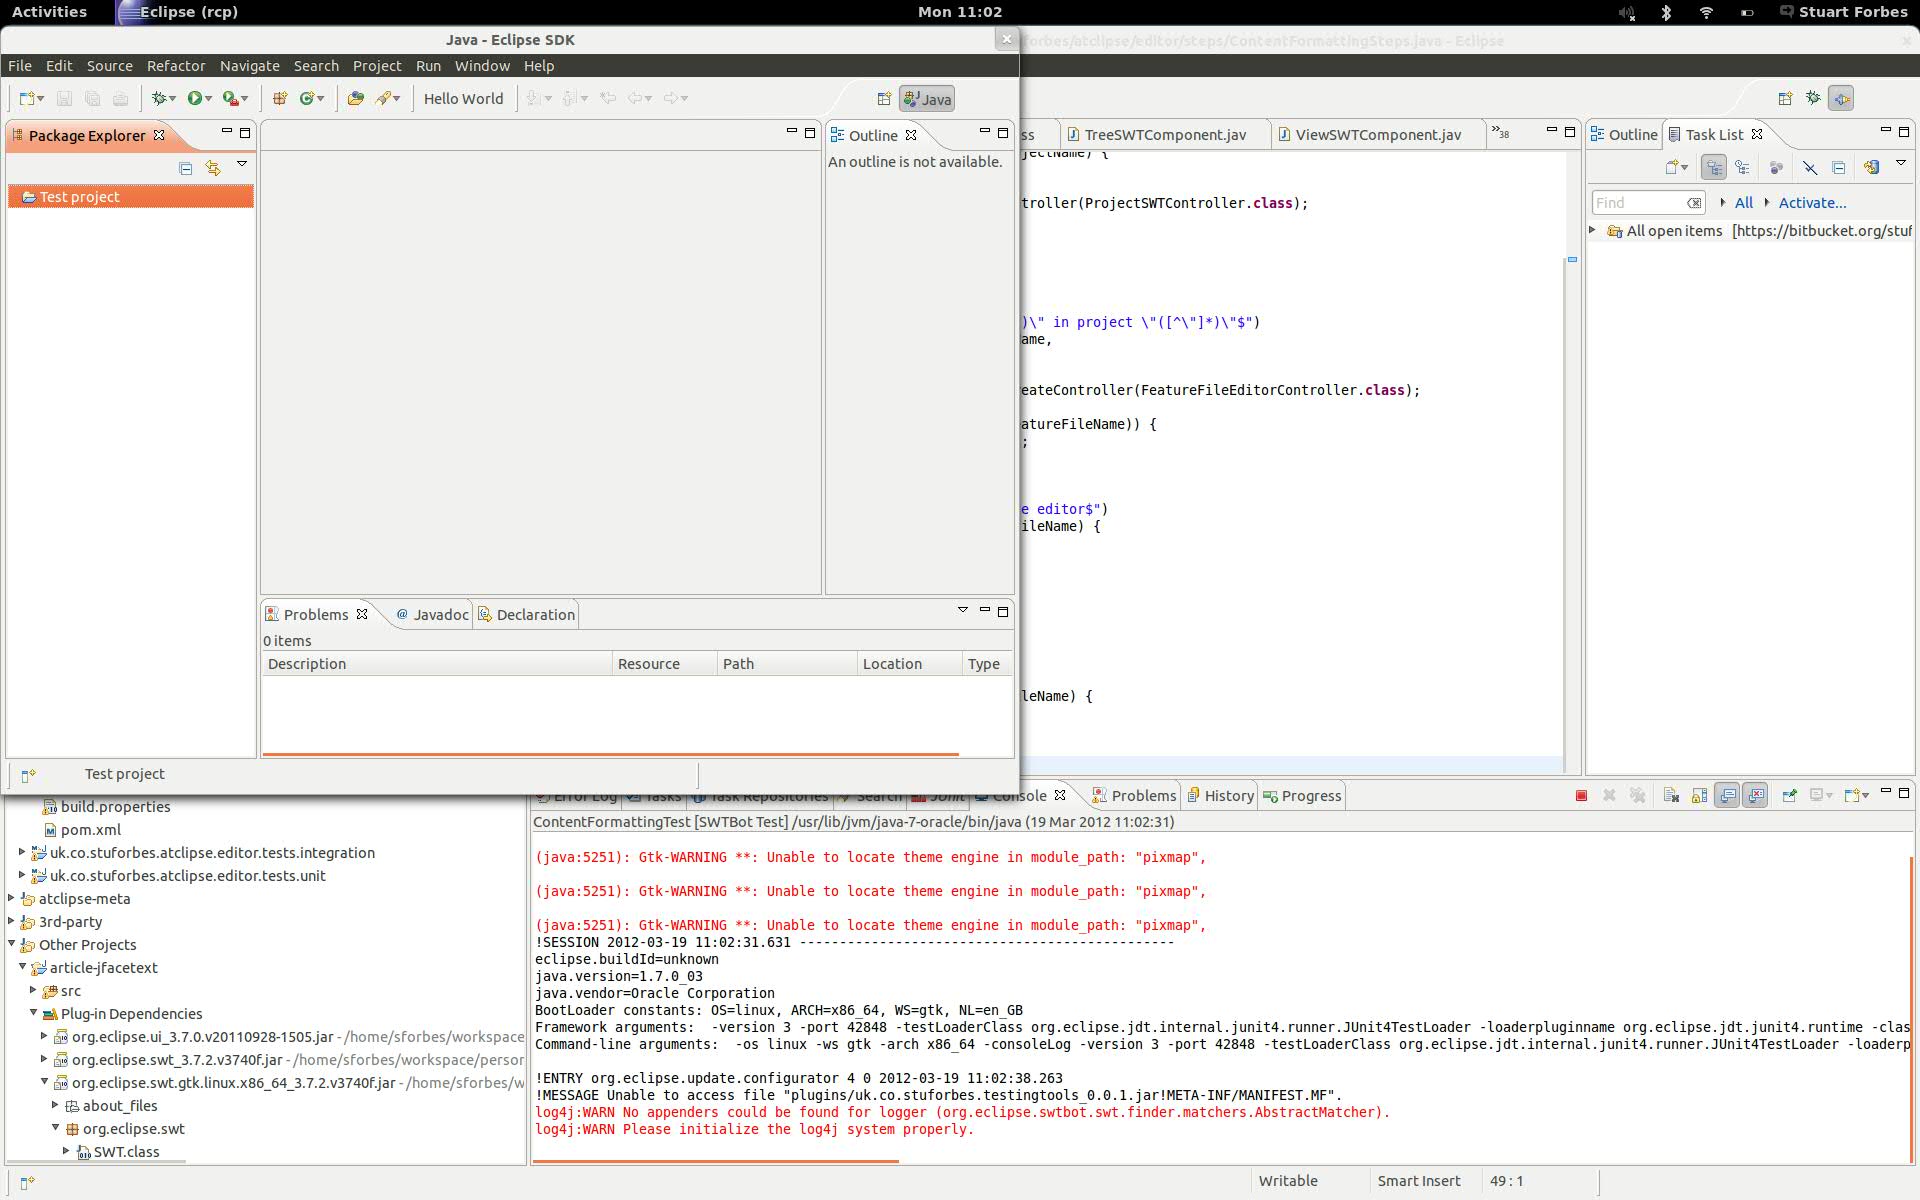 Activities Eclipse (rcp) Mon 11:02 Stuart Forbes
Java - Eclipse SDK
File Edit Source Refactor Navigate Search Project Run Window Help
Hello World Java
Package Explorer
Test project
Outline
An outline is not available.
Problems Javadoc Declaration
0 items
Description Resource Path Location Type
Test project
forbes/atclipse/editor/steps/ContentFormattingSteps.java - Eclipse
ss TreeSWTComponent.jav ViewSWTComponent.jav »38
jectName) {
troller(ProjectSWTController.class);
)\" in project \"([^\"]*)\"$")
ame,
eateController(FeatureFileEditorController.class);
atureFileName)) {
;
e editor$")
ileName) {
leName) {
Outline Task List
Find All Activate...
All open items [https://bitbucket.org/stuf
build.properties
pom.xml
uk.co.stuforbes.atclipse.editor.tests.integration
uk.co.stuforbes.atclipse.editor.tests.unit
atclipse-meta
3rd-party
Other Projects
article-jfacetext
src
Plug-in Dependencies
org.eclipse.ui_3.7.0.v20110928-1505.jar - /home/sforbes/workspace
org.eclipse.swt_3.7.2.v3740f.jar - /home/sforbes/workspace/person
org.eclipse.swt.gtk.linux.x86_64_3.7.2.v3740f.jar - /home/sforbes/w
about_files
org.eclipse.swt
SWT.class
Error Log Tasks Task Repositories Search JUnit Console Problems History Progress
ContentFormattingTest [SWTBot Test] /usr/lib/jvm/java-7-oracle/bin/java (19 Mar 2012 11:02:31)
(java:5251): Gtk-WARNING **: Unable to locate theme engine in module_path: "pixmap",
(java:5251): Gtk-WARNING **: Unable to locate theme engine in module_path: "pixmap",
(java:5251): Gtk-WARNING **: Unable to locate theme engine in module_path: "pixmap",
!SESSION 2012-03-19 11:02:31.631 -----------------------------------------------
eclipse.buildId=unknown
java.version=1.7.0_03
java.vendor=Oracle Corporation
BootLoader constants: OS=linux, ARCH=x86_64, WS=gtk, NL=en_GB
Framework arguments:  -version 3 -port 42848 -testLoaderClass org.eclipse.jdt.internal.junit4.runner.JUnit4TestLoader -loaderpluginname org.eclipse.jdt.junit4.runtime -clas
Command-line arguments:  -os linux -ws gtk -arch x86_64 -consoleLog -version 3 -port 42848 -testLoaderClass org.eclipse.jdt.internal.junit4.runner.JUnit4TestLoader -loaderp
!ENTRY org.eclipse.update.configurator 4 0 2012-03-19 11:02:38.263
!MESSAGE Unable to access file "plugins/uk.co.stuforbes.testingtools_0.0.1.jar!META-INF/MANIFEST.MF".
log4j:WARN No appenders could be found for logger (org.eclipse.swtbot.swt.finder.matchers.AbstractMatcher).
log4j:WARN Please initialize the log4j system properly.
Writable Smart Insert 49 : 1